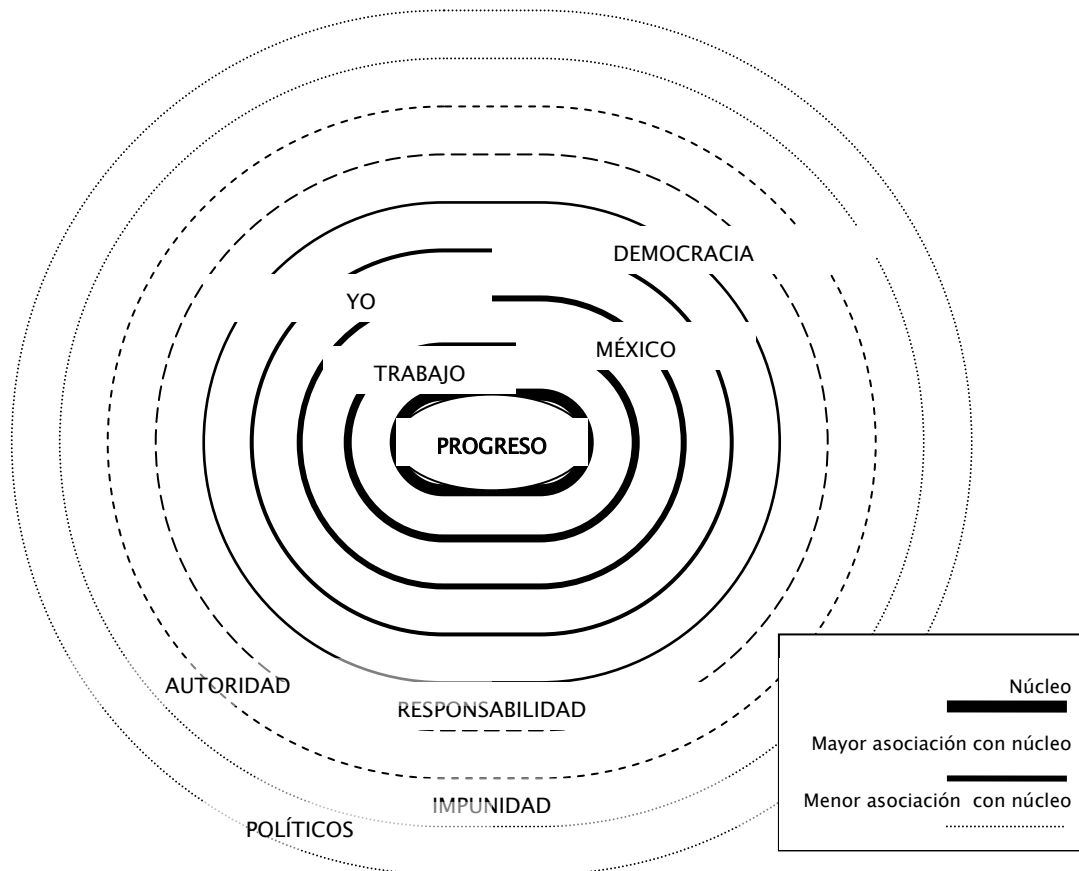 DEMOCRACIA
YO
MÉXICO
TRABAJO
PROGRESO
AUTORIDAD
RESPONSABILIDAD
IMPUNIDAD
POLÍTICOS
Núcleo
Mayor asociación con núcleo
Menor asociación con núcleo